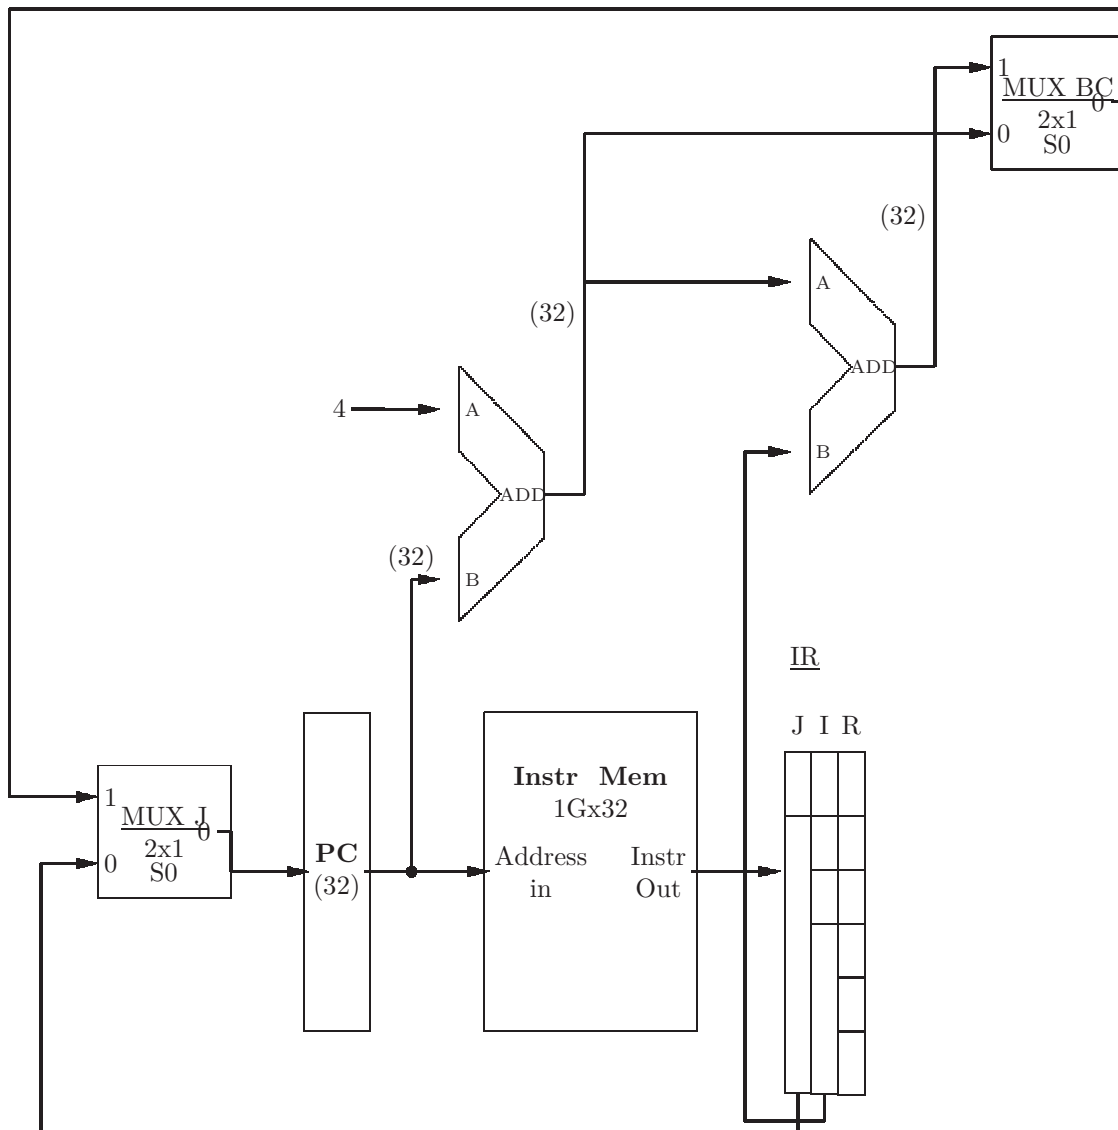 1
MUX BC
0
2x1
0
S0
(32)
A
(32)
ADD
4
A
B
ADD
(32)
B
IR
J I R
Instr Mem
1Gx32
1
MUX J
0
2x1
0
S0
PC
(32)
Address
in
Instr
Out